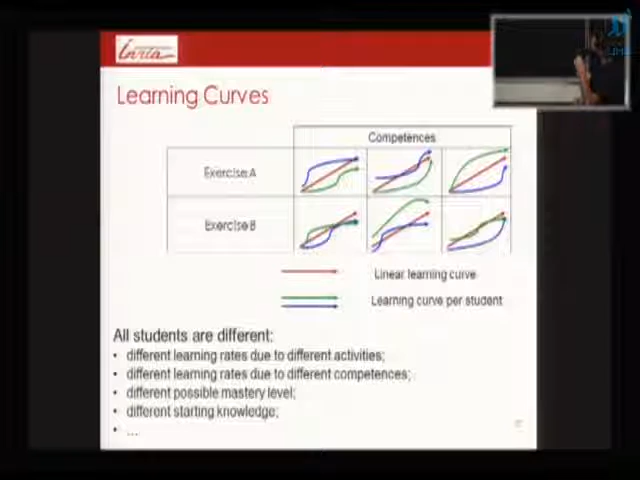 Inria
Learning Curves
Competences
Exercise A
Exercise B
Linear learning curve
Learning curve per student
All students are different:
• different learning rates due to different activities;
• different learning rates due to different competences;
• different possible mastery level;
• different starting knowledge;
• ...